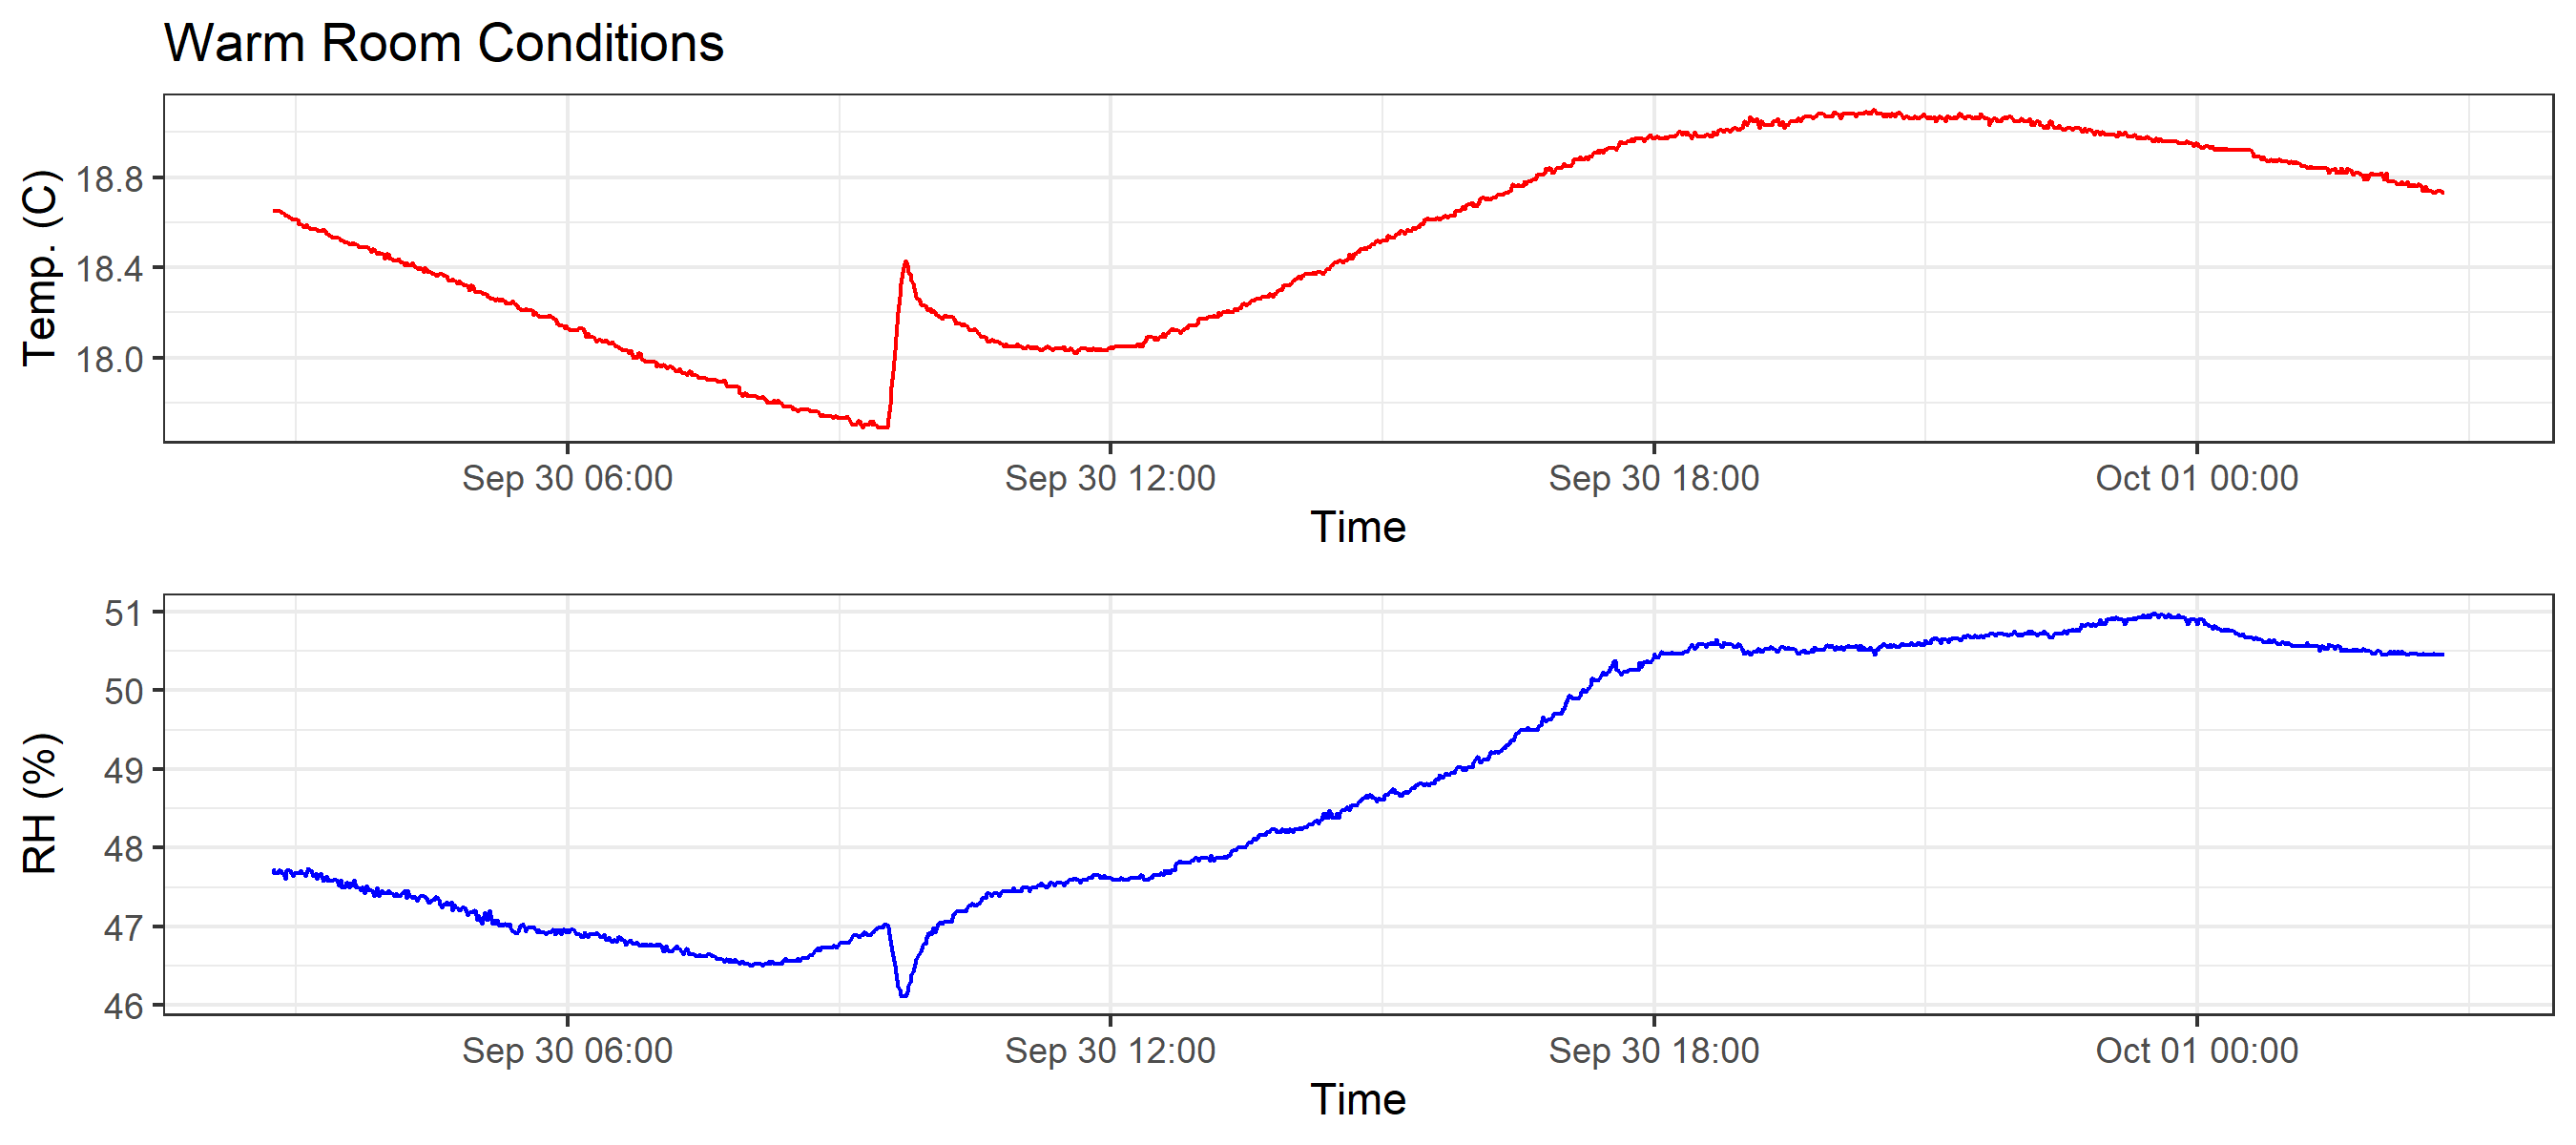 Warm Room Conditions
Temp. (C)
18.8
18.4
18.0
Sep 30 06:00 Sep 30 12:00 Sep 30 18:00 Oct 01 00:00
Time
RH (%)
51
50
49
48
47
46
Sep 30 06:00 Sep 30 12:00 Sep 30 18:00 Oct 01 00:00
Time